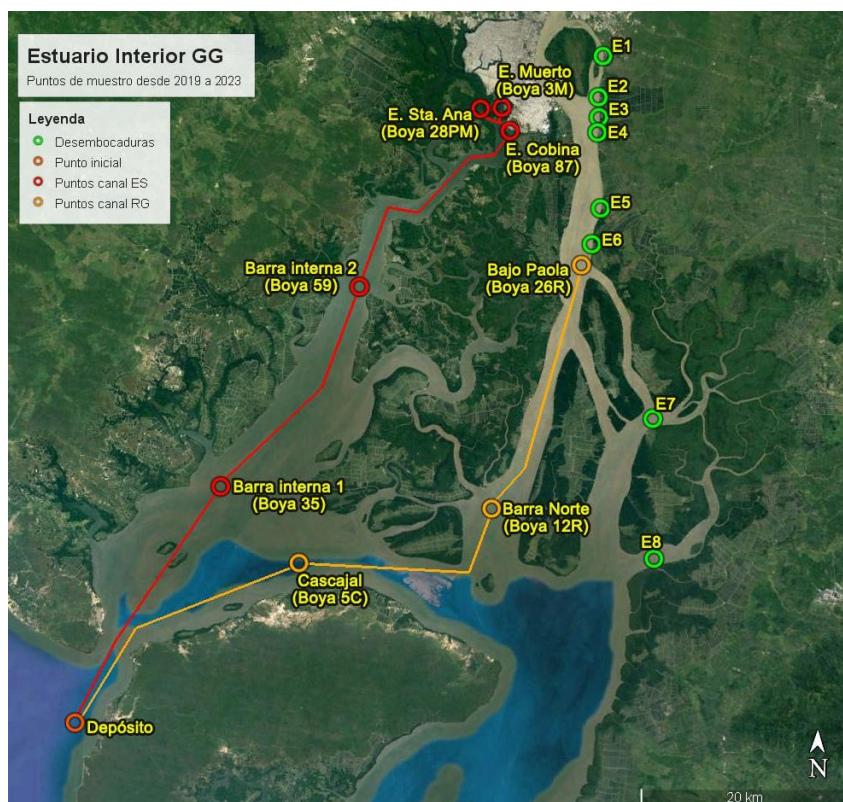 Estuario Interior GG
Puntos de muestro desde 2019 a 2023
Leyenda
Desembocaduras
Punto inicial
Puntos canal ES
Puntos canal RG
E1
E. Muerto
(Boya 3M)
E2
E. Sta. Ana
(Boya 28PM)
E3
E4
E. Cobina
(Boya 87)
E5
E6
Barra interna 2
(Boya 59)
Bajo Paola
(Boya 26R)
E7
Barra interna 1
(Boya 35)
Barra Norte
(Boya 12R)
E8
Cascajal
(Boya 5C)
Depósito
N
20 km